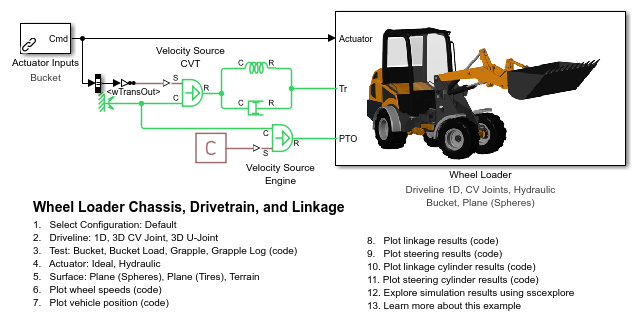 Cmd
Actuator Inputs
Bucket
<wTransOut>
Velocity Source
CVT
S
C
R
C
R
C
R
C
C
S
R
Velocity Source
Engine
Actuator
Tr
PTO
Wheel Loader
Driveline 1D, CV Joints, Hydraulic
Bucket, Plane (Spheres)
Wheel Loader Chassis, Drivetrain, and Linkage
1. Select Configuration: Default
2. Driveline: 1D, 3D CV Joint, 3D U-Joint
3. Test: Bucket, Bucket Load, Grapple, Grapple Log (code)
4. Actuator: Ideal, Hydraulic
5. Surface: Plane (Spheres), Plane (Tires), Terrain
6. Plot wheel speeds (code)
7. Plot vehicle position (code)
8. Plot linkage results (code)
9. Plot steering results (code)
10. Plot linkage cylinder results (code)
11. Plot steering cylinder results (code)
12. Explore simulation results using sscexplore
13. Learn more about this example